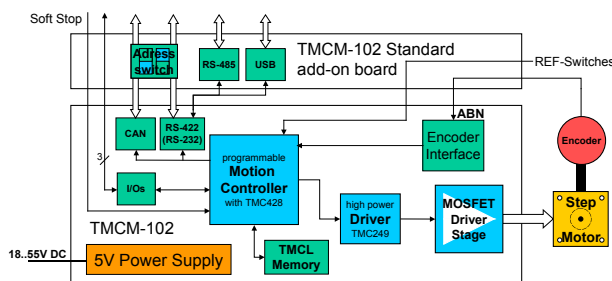 Soft Stop
TMCM-102 Standard
add-on board
Adress
switch
RS-485
USB
REF-Switches
ABN
CAN
RS-422
(RS-232)
programmable
Motion
Controller
with TMC428
Encoder
Interface
Encoder
3
I/Os
high power
Driver
TMC249
MOSFET
Driver
Stage
Step
Motor
TMCM-102
TMCL
Memory
18..55V DC
5V Power Supply